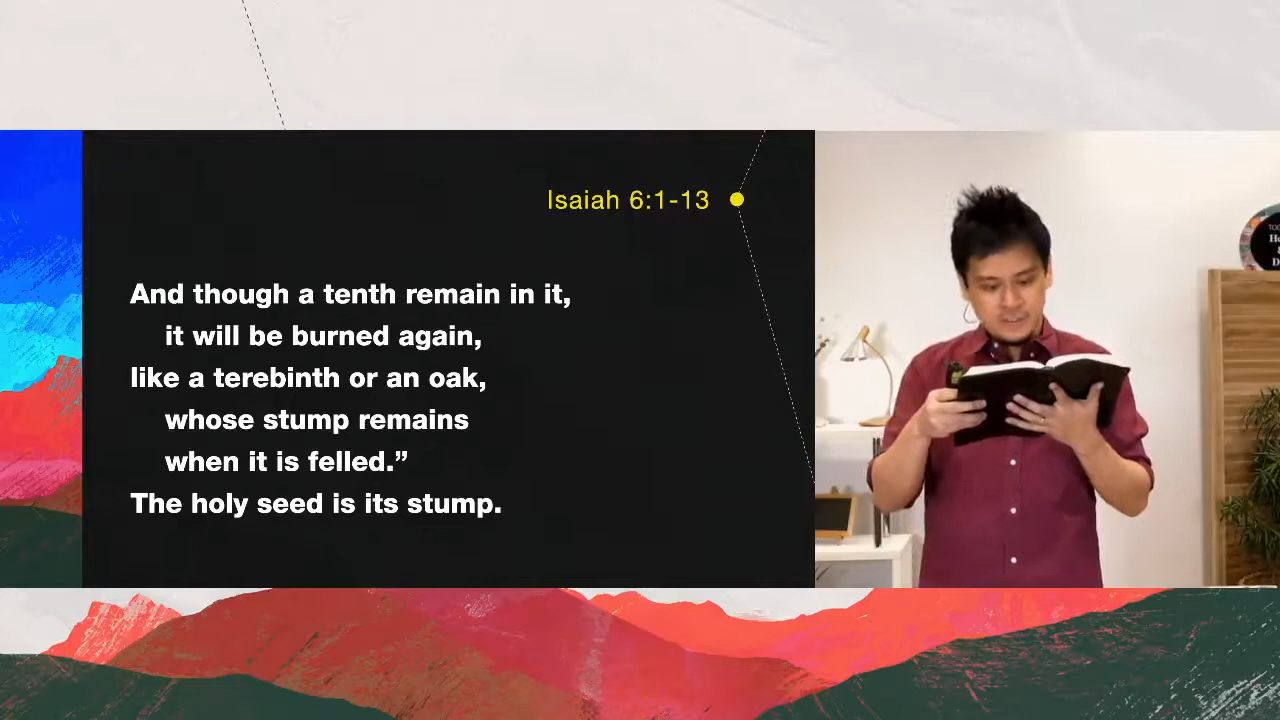 Isaiah 6:1-13
And though a tenth remain in it,
it will be burned again,
like a terebinth or an oak,
whose stump remains
when it is felled.”
The holy seed is its stump.